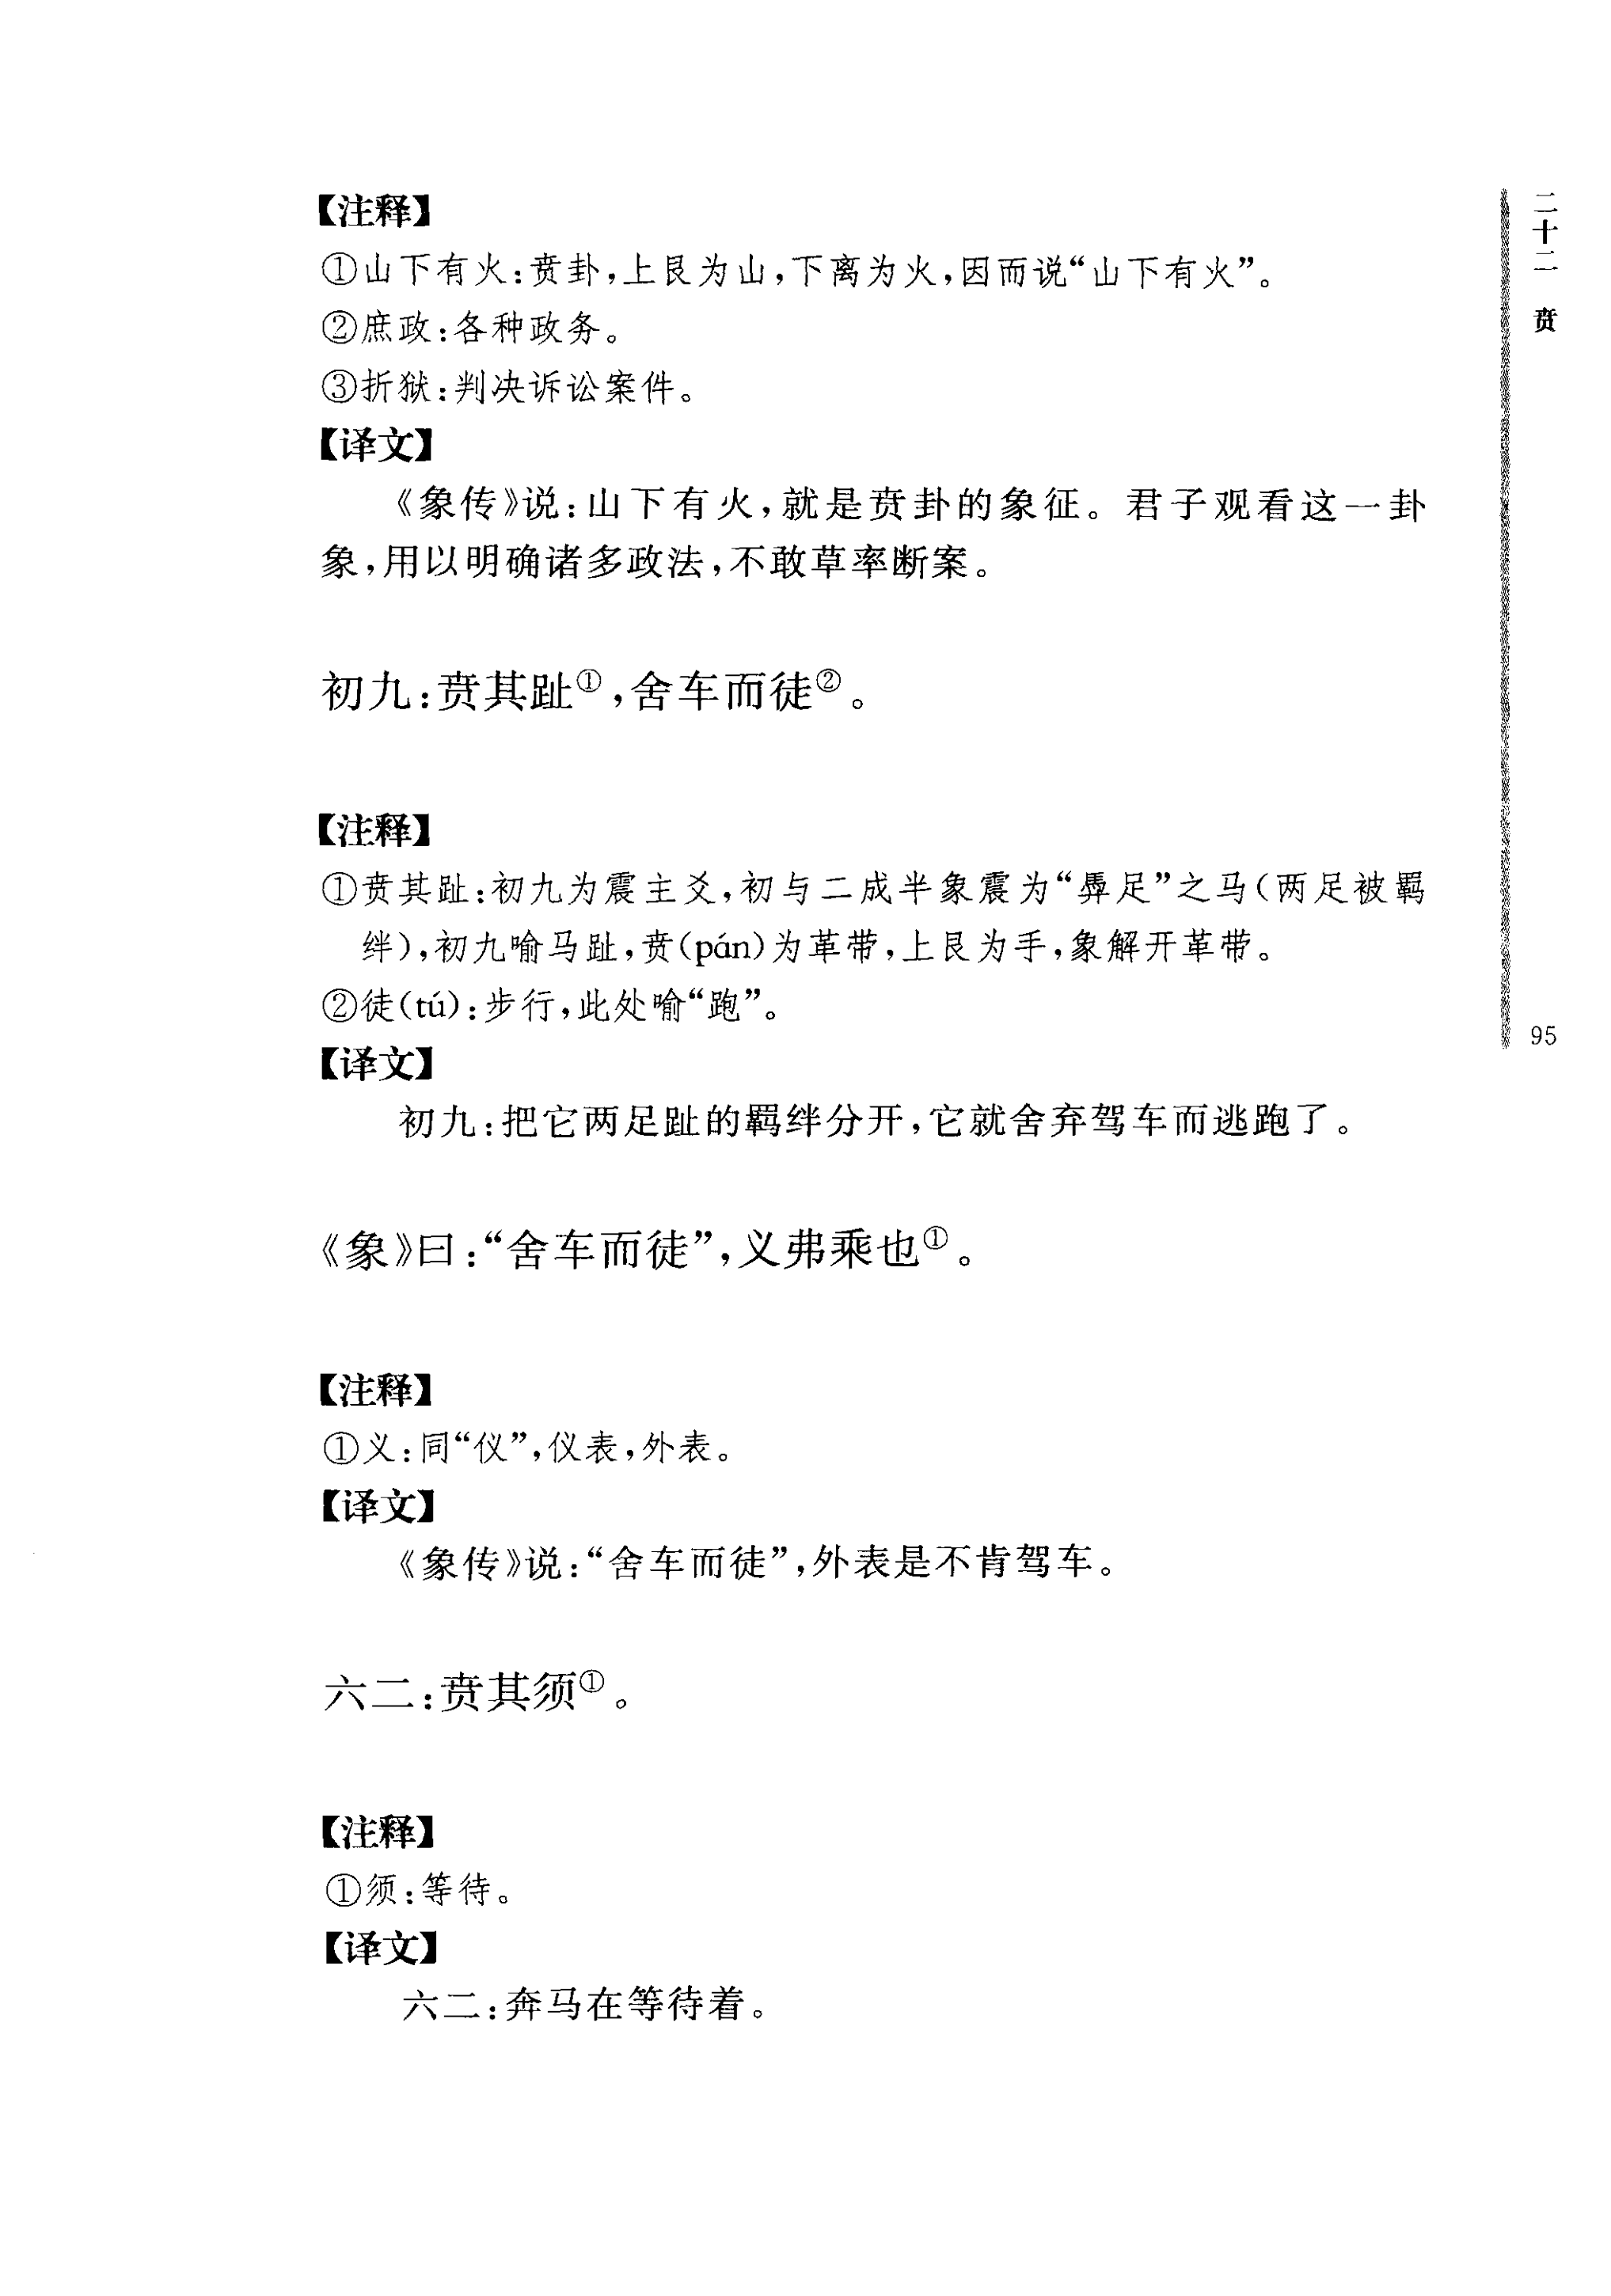 【注释】
①山下有火:贲卦,上艮为山,下离为火,因而说“山下有火”。
②庶政:各种政务。
③折狱:判决诉讼案件。
【译文】
《象传》说:山下有火,就是贲卦的象征。君子观看这一卦
象,用以明确诸多政法,不敢草率断案。
初九:贲其趾①,舍车而徒②。
【注释】
①贲其趾:初九为震主爻,初与二成半象震为“馵足”之马(两足被羁
绊),初九喻马趾,贲(pán)为革带,上艮为手,象解开革带。
②徒(tú):步行,此处喻“跑”。
【译文】
初九:把它两足趾的羁绊分开,它就舍弃驾车而逃跑了。
《象》曰:“舍车而徒”,义弗乘也①。
【注释】
①义:同“仪”,仪表,外表。
【译文】
《象传》说:“舍车而徒”,外表是不肯驾车。
六二:贲其须①。
【注释】
①须:等待。
【译文】
六二:奔马在等待着。
二十二 贲
95